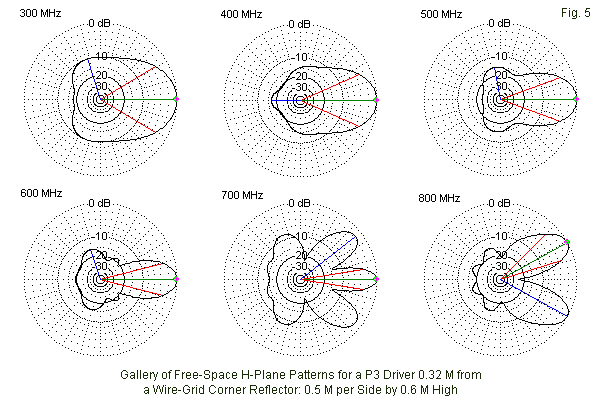 300 MHz
0 dB
-10
-20
-30
400 MHz
0 dB
-10
-20
-30
500 MHz
0 dB
-10
-20
-30
Fig. 5
600 MHz
0 dB
-10
-20
-30
700 MHz
0 dB
-10
-20
-30
800 MHz
0 dB
-10
-20
-30
Gallery of Free-Space H-Plane Patterns for a P3 Driver 0.32 M from
a Wire-Grid Corner Reflector: 0.5 M per Side by 0.6 M High